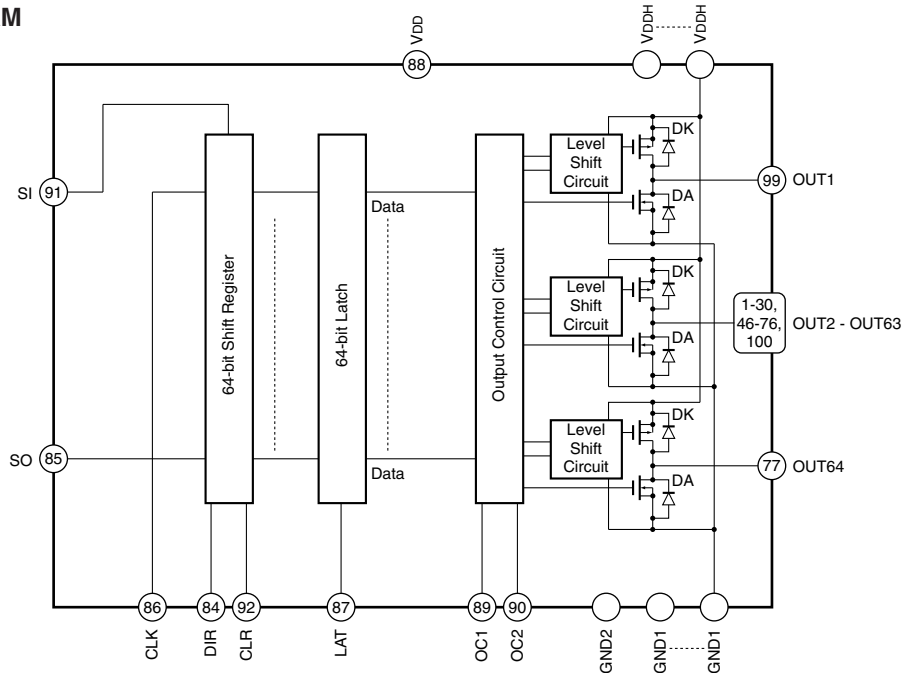 M
VDD
VDDH
VDDH
88
DK
Level
Shift
Circuit
SI
91
99
OUT1
DA
Data
64-bit Shift Register
64-bit Latch
Output Control Circuit
DK
Level
Shift
Circuit
1-30,
46-76,
100
OUT2 - OUT63
DA
DK
Level
Shift
Circuit
SO
85
77
OUT64
Data
DA
86
84
92
87
89
90
CLK
DIR
CLR
LAT
OC1
OC2
GND2
GND1
GND1